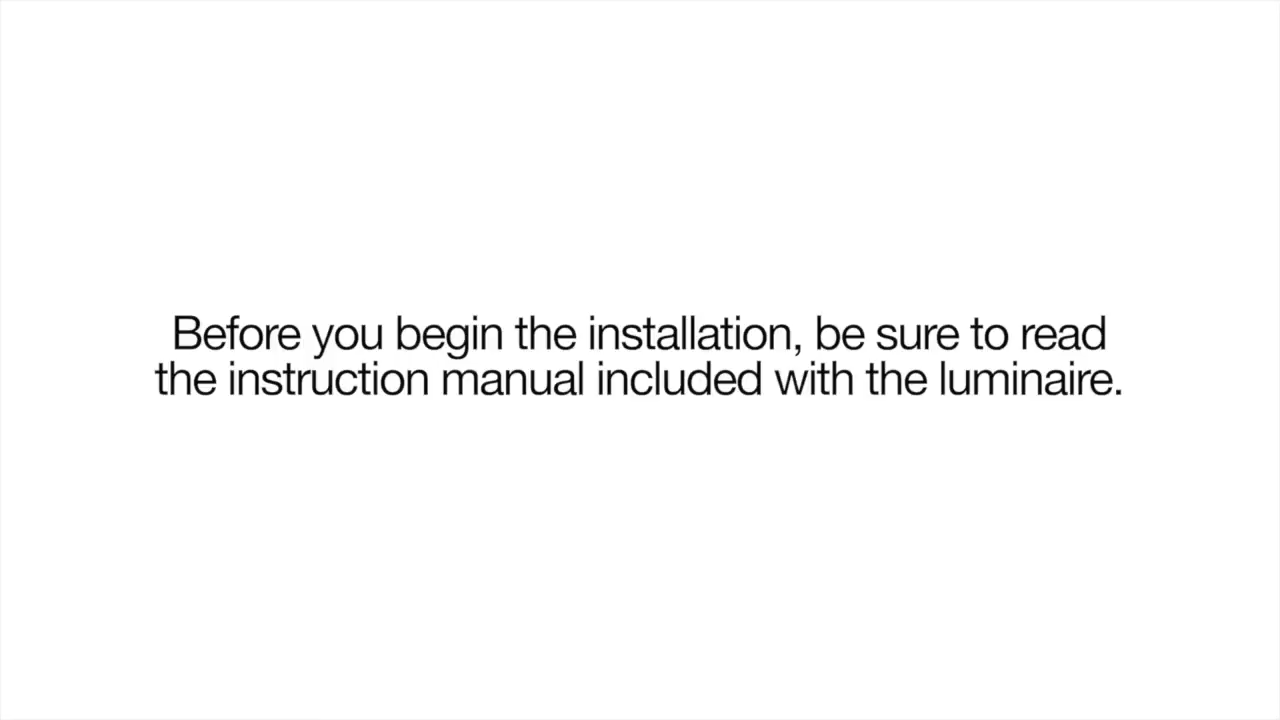 Before you begin the installation, be sure to read
the instruction manual included with the luminaire.